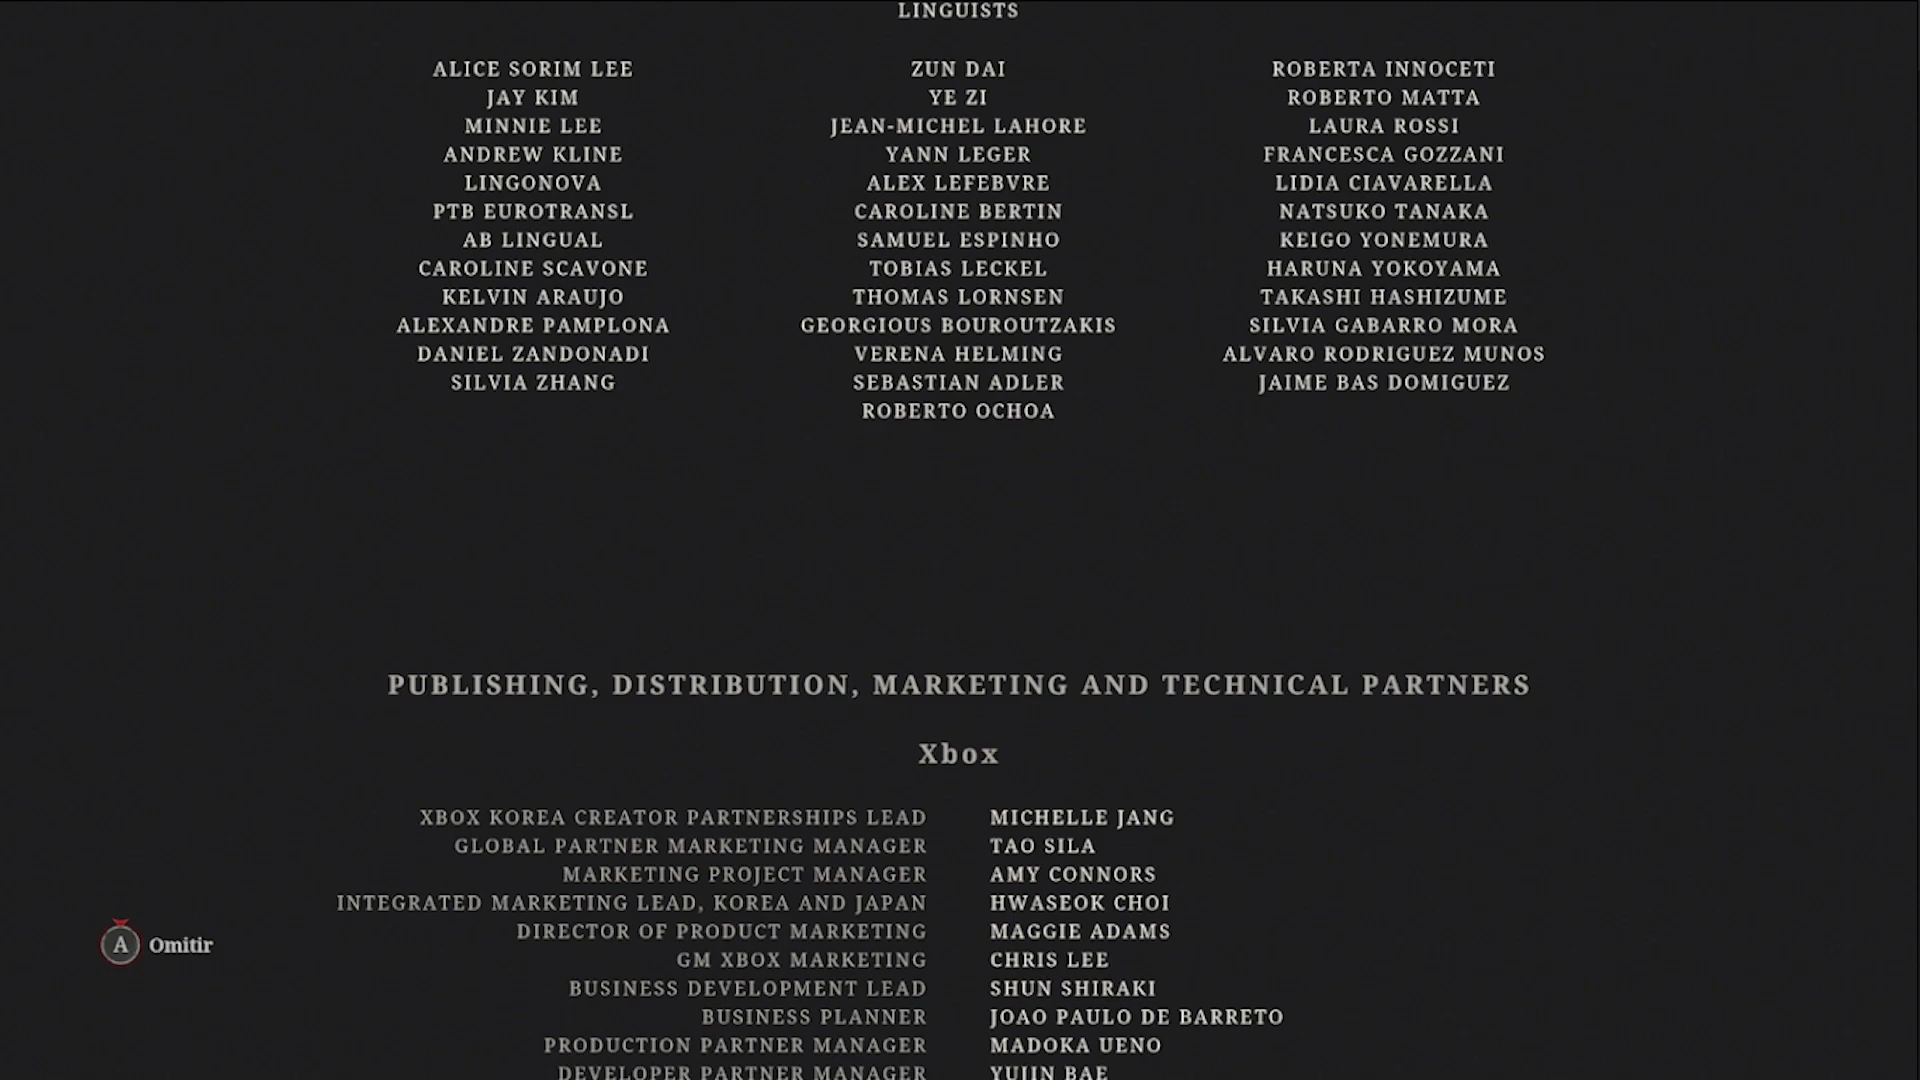 LINGUISTS
ALICE SORIM LEE
JAY KIM
MINNIE LEE
ANDREW KLINE
LINGONOVA
PTB EUROTRANSL
AB LINGUAL
CAROLINE SCAVONE
KELVIN ARAUJO
ALEXANDRE PAMPLONA
DANIEL ZANDONADI
SILVIA ZHANG
ZUN DAI
YE ZI
JEAN-MICHEL LAHORE
YANN LEGER
ALEX LEFEBVRE
CAROLINE BERTIN
SAMUEL ESPINHO
TOBIAS LECKEL
THOMAS LORNSEN
GEORGIOUS BOUROUTZAKIS
VERENA HELMING
SEBASTIAN ADLER
ROBERTO OCHOA
ROBERTA INNOCETI
ROBERTO MATTA
LAURA ROSSI
FRANCESCA GOZZANI
LIDIA CIAVARELLA
NATSUKO TANAKA
KEIGO YONEMURA
HARUNA YOKOYAMA
TAKASHI HASHIZUME
SILVIA GABARRO MORA
ALVARO RODRIGUEZ MUNOS
JAIME BAS DOMIGUEZ
PUBLISHING, DISTRIBUTION, MARKETING AND TECHNICAL PARTNERS
Xbox
XBOX KOREA CREATOR PARTNERSHIPS LEAD MICHELLE JANG
GLOBAL PARTNER MARKETING MANAGER TAO SILA
MARKETING PROJECT MANAGER AMY CONNORS
INTEGRATED MARKETING LEAD, KOREA AND JAPAN HWASEOK CHOI
DIRECTOR OF PRODUCT MARKETING MAGGIE ADAMS
GM XBOX MARKETING CHRIS LEE
BUSINESS DEVELOPMENT LEAD SHUN SHIRAKI
BUSINESS PLANNER JOAO PAULO DE BARRETO
PRODUCTION PARTNER MANAGER MADOKA UENO
DEVELOPER PARTNER MANAGER YUJIN BAE
A Omitir